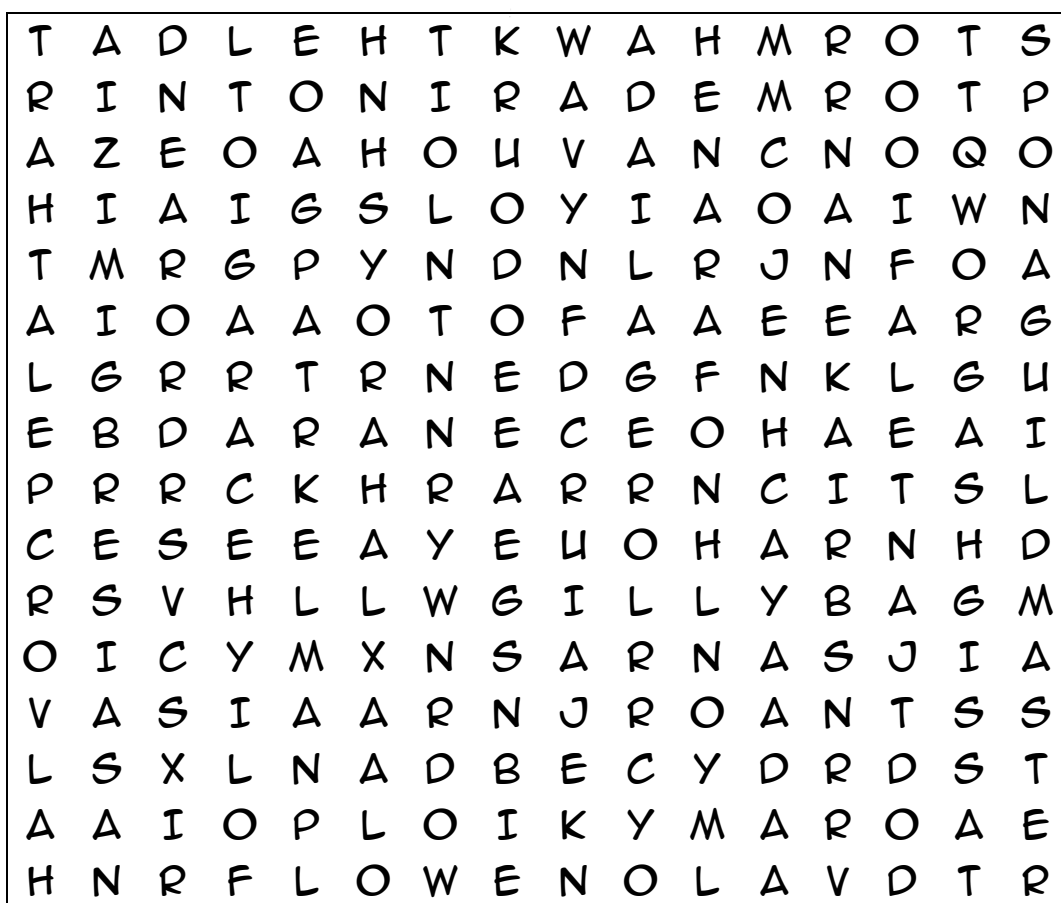 T A D L E H T K W A H M R O T S
R I N T O N I R A D E M R O T P
A Z E O A H O U V A N C N O Q O
H I A I G S L O Y I A O A I W N
T M R G P Y N D N L R J N F O A
A I O A A O T O F A A E E A R G
L G R R T R N E D G F N K L G U
E B D A R A N E C E O H A E A I
P R R C K H R A R R N C I T S L
C E S E E A Y E U O H A R N H D
R S V H L L W G I L L Y B A G M
O I C Y M X N S A R N A S J I A
V A S I A A R N J R O A N T S S
L S X L N A D B E C Y D R D S T
A A I O P L O I K Y M A R O A E
H N R F L O W E N O L A V D T R